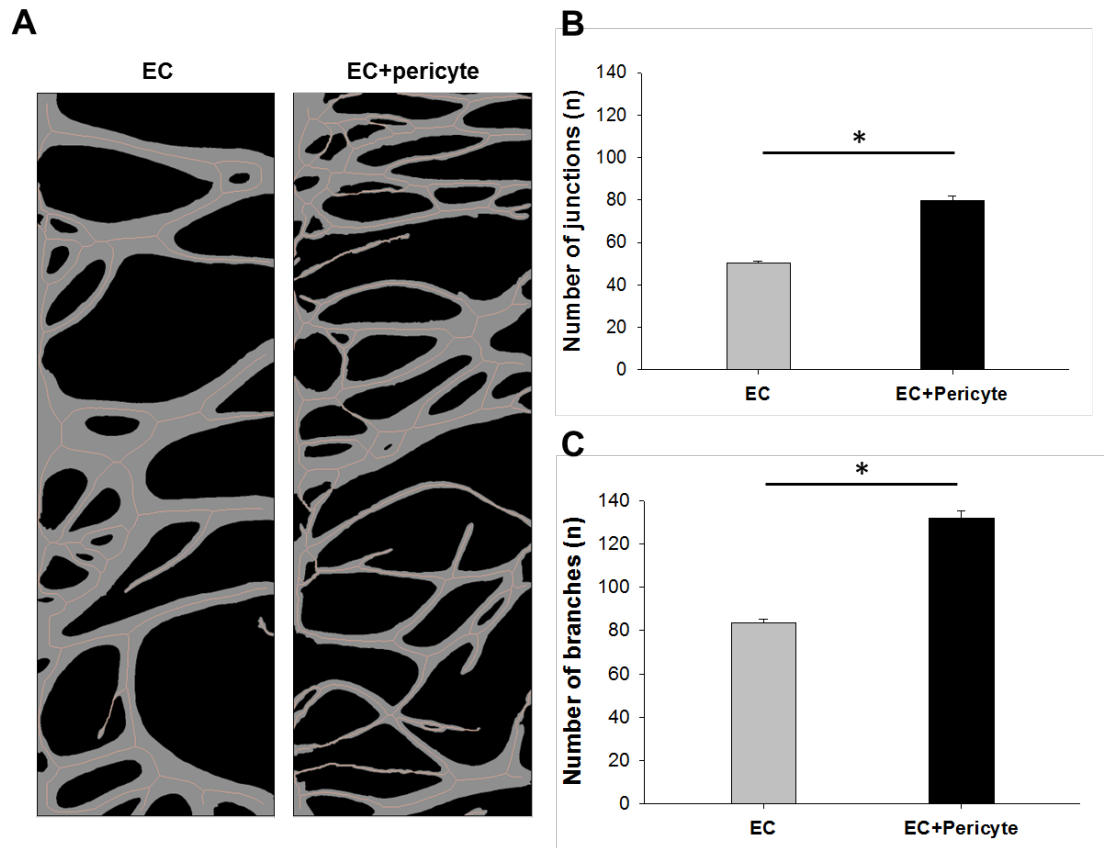 A
EC
EC+pericyte
B
Number of junctions (n)
140
120
100
80
60
40
20
0
*
EC
EC+Pericyte
C
Number of branches (n)
140
120
100
80
60
40
20
0
*
EC
EC+Pericyte